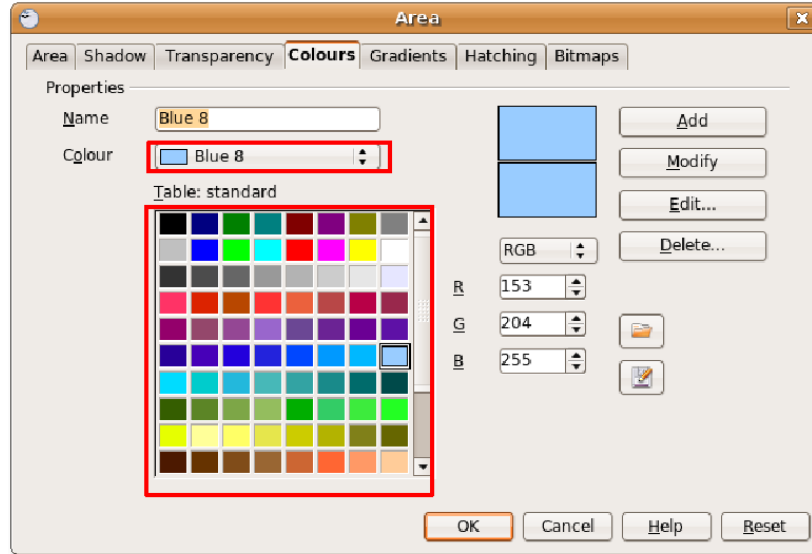 Area
Area Shadow Transparency Colours Gradients Hatching Bitmaps
Properties
Name Blue 8
Colour Blue 8
Table: standard
Add
Modify
Edit...
Delete...
RGB
R 153
G 204
B 255
OK Cancel Help Reset